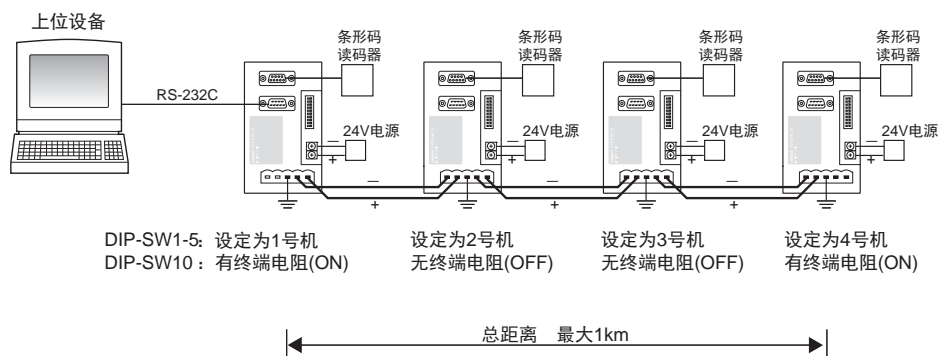 上位设备
RS-232C
条形码
读码器
24V电源
条形码
读码器
24V电源
条形码
读码器
24V电源
条形码
读码器
24V电源
− +
− +
− +
− +
− +
− +
− +
DIP-SW1-5: 设定为1号机 设定为2号机 设定为3号机 设定为4号机
DIP-SW10 : 有终端电阻(ON) 无终端电阻(OFF) 无终端电阻(OFF) 有终端电阻(ON)
总距离 最大1km